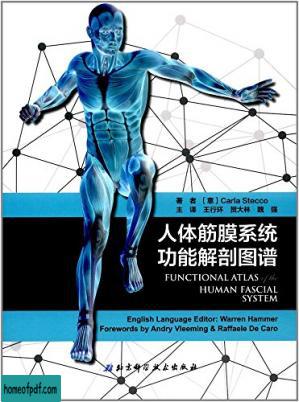 著 者 [意] Carla Stecco
主 译 王行环 贺大林 魏 强
人体筋膜系统
功能解剖图谱
FUNCTIONAL ATLAS of the
HUMAN FASCIAL
SYSTEM
English Language Editor: Warren Hammer
Forewords by Andry Vleeming & Raffaele De Caro
北京科学技术出版社
homeofpdf.com